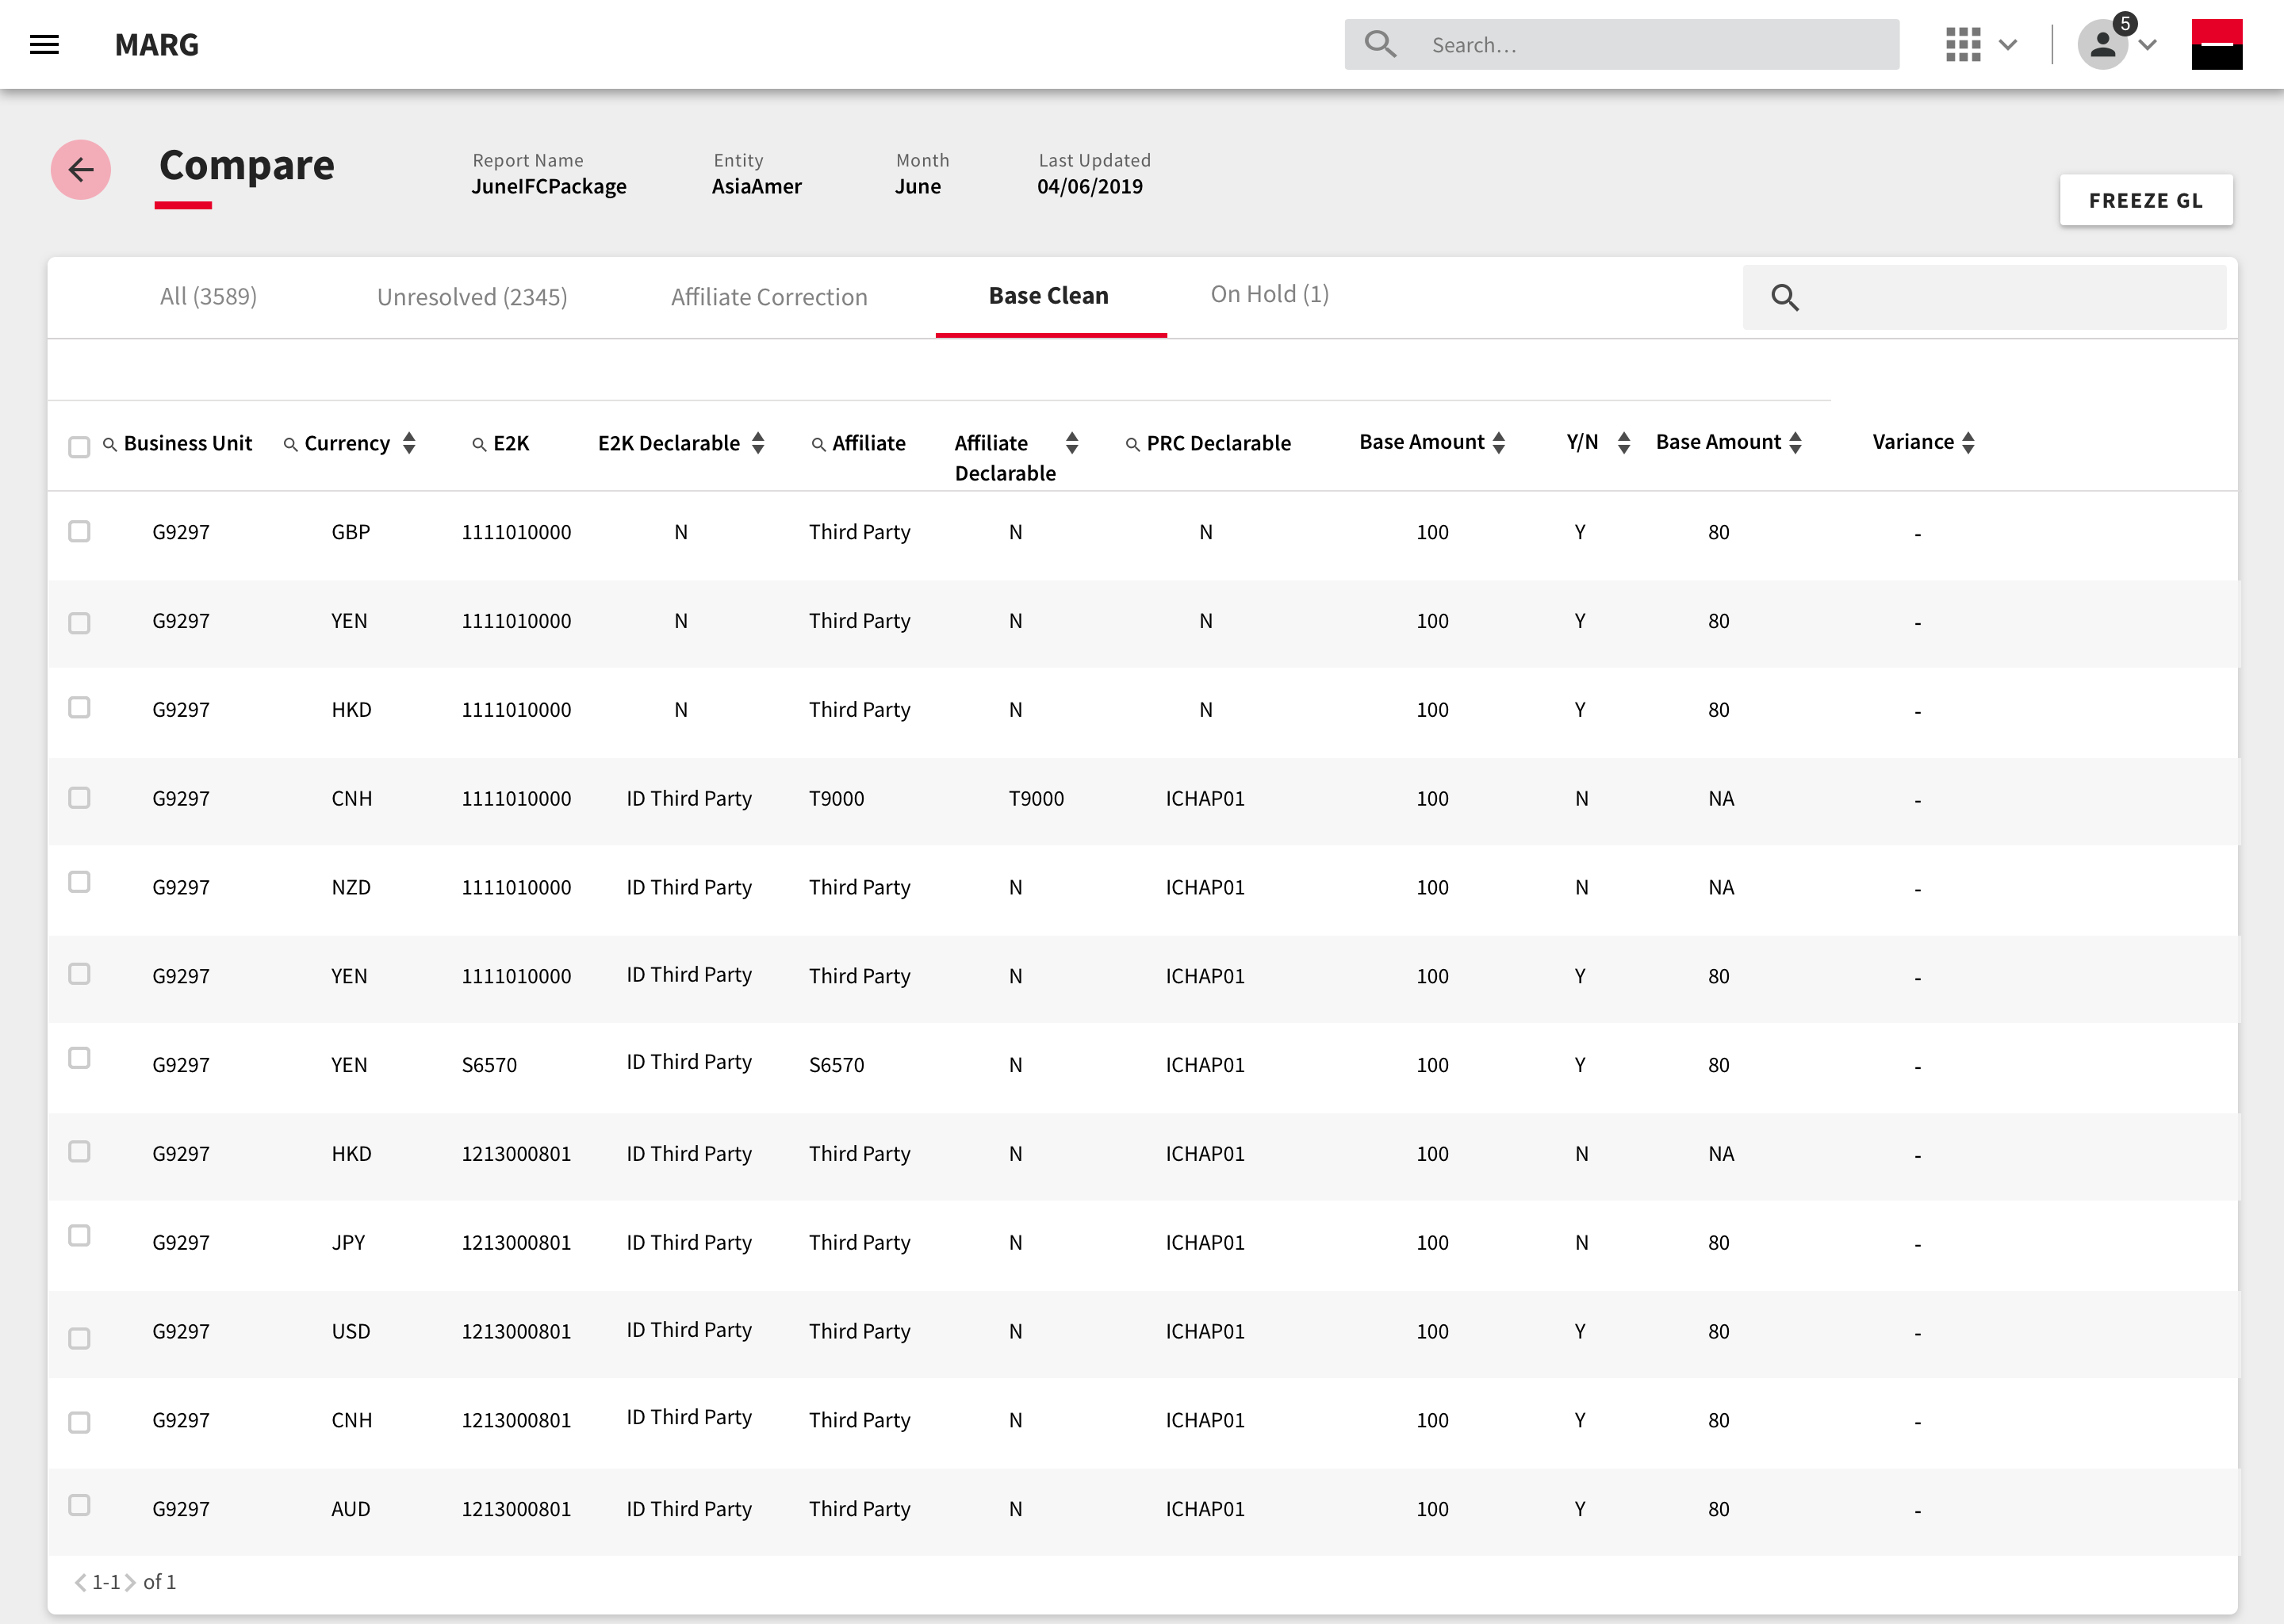 MARG
Search...
5
Compare
Report Name
JuneIFCPackage
Entity
AsiaAmer
Month
June
Last Updated
04/06/2019
FREEZE GL
All (3589) Unresolved (2345) Affiliate Correction Base Clean On Hold (1)
Business Unit Currency E2K E2K Declarable Affiliate Affiliate Declarable PRC Declarable Base Amount Y/N Base Amount Variance
G9297 GBP 1111010000 N Third Party N N 100 Y 80 -
G9297 YEN 1111010000 N Third Party N N 100 Y 80 -
G9297 HKD 1111010000 N Third Party N N 100 Y 80 -
G9297 CNH 1111010000 ID Third Party T9000 T9000 ICHAP01 100 N NA -
G9297 NZD 1111010000 ID Third Party Third Party N ICHAP01 100 N NA -
G9297 YEN 1111010000 ID Third Party Third Party N ICHAP01 100 Y 80 -
G9297 YEN S6570 ID Third Party S6570 N ICHAP01 100 Y 80 -
G9297 HKD 1213000801 ID Third Party Third Party N ICHAP01 100 N NA -
G9297 JPY 1213000801 ID Third Party Third Party N ICHAP01 100 N 80 -
G9297 USD 1213000801 ID Third Party Third Party N ICHAP01 100 Y 80 -
G9297 CNH 1213000801 ID Third Party Third Party N ICHAP01 100 Y 80 -
G9297 AUD 1213000801 ID Third Party Third Party N ICHAP01 100 Y 80 -
1-1 of 1